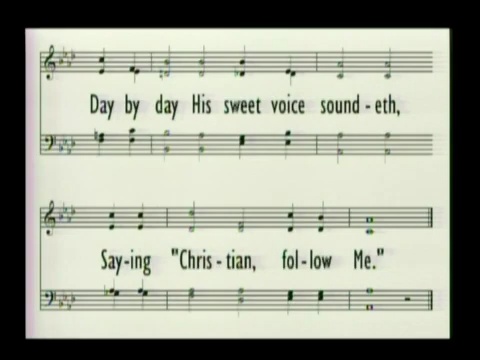 Day by day His sweet voice sound - eth,
Say-ing "Chris - tian, fol - low Me."